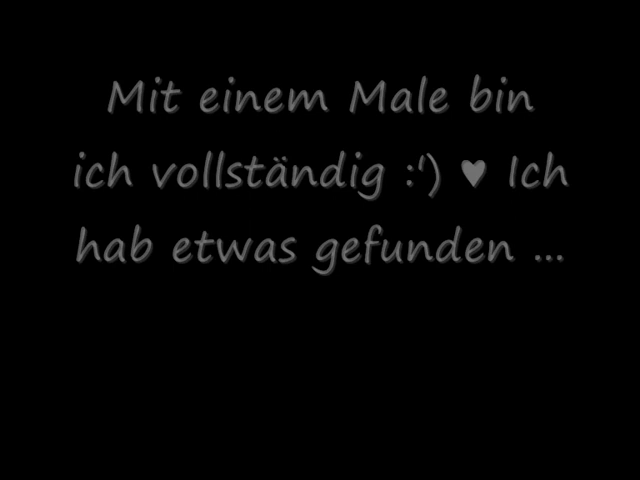 Mit einem Male bin
ich vollständig :') ♥ Ich
hab etwas gefunden ...